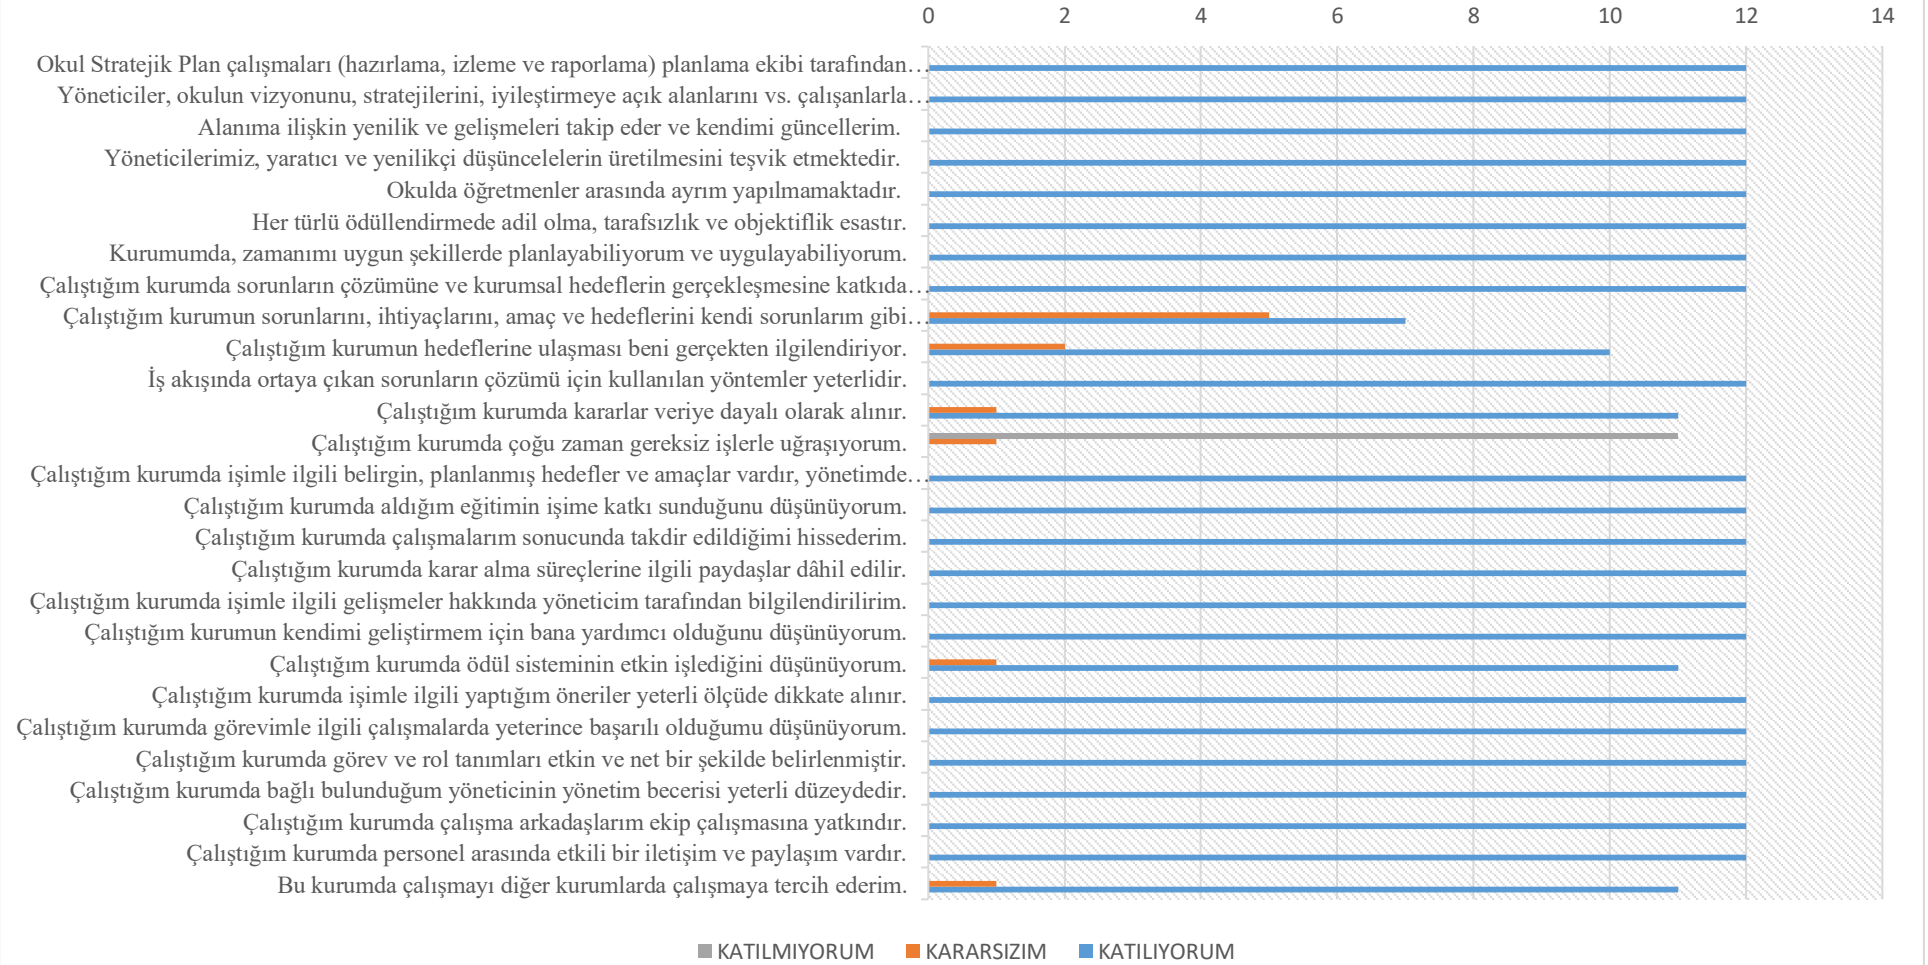 0 2 4 6 8 10 12 14
Okul Stratejik Plan çalışmaları (hazırlama, izleme ve raporlama) planlama ekibi tarafından…
Yöneticiler, okulun vizyonunu, stratejilerini, iyileştirmeye açık alanlarını vs. çalışanlarla…
Alanıma ilişkin yenilik ve gelişmeleri takip eder ve kendimi güncellerim.
Yöneticilerimiz, yaratıcı ve yenilikçi düşüncelelerin üretilmesini teşvik etmektedir.
Okulda öğretmenler arasında ayrım yapılmamaktadır.
Her türlü ödüllendirmede adil olma, tarafsızlık ve objektiflik esastır.
Kurumumda, zamanımı uygun şekillerde planlayabiliyorum ve uygulayabiliyorum.
Çalıştığım kurumda sorunların çözümüne ve kurumsal hedeflerin gerçekleşmesine katkıda…
Çalıştığım kurumun sorunlarını, ihtiyaçlarını, amaç ve hedeflerini kendi sorunlarım gibi…
Çalıştığım kurumun hedeflerine ulaşması beni gerçekten ilgilendiriyor.
İş akışında ortaya çıkan sorunların çözümü için kullanılan yöntemler yeterlidir.
Çalıştığım kurumda kararlar veriye dayalı olarak alınır.
Çalıştığım kurumda çoğu zaman gereksiz işlerle uğraşıyorum.
Çalıştığım kurumda işimle ilgili belirgin, planlanmış hedefler ve amaçlar vardır, yönetimde…
Çalıştığım kurumda aldığım eğitimin işime katkı sunduğunu düşünüyorum.
Çalıştığım kurumda çalışmalarım sonucunda takdir edildiğimi hissederim.
Çalıştığım kurumda karar alma süreçlerine ilgili paydaşlar dâhil edilir.
Çalıştığım kurumda işimle ilgili gelişmeler hakkında yöneticim tarafından bilgilendirilirim.
Çalıştığım kurumun kendimi geliştirmem için bana yardımcı olduğunu düşünüyorum.
Çalıştığım kurumda ödül sisteminin etkin işlediğini düşünüyorum.
Çalıştığım kurumda işimle ilgili yaptığım öneriler yeterli ölçüde dikkate alınır.
Çalıştığım kurumda görevimle ilgili çalışmalarda yeterince başarılı olduğumu düşünüyorum.
Çalıştığım kurumda görev ve rol tanımları etkin ve net bir şekilde belirlenmiştir.
Çalıştığım kurumda bağlı bulunduğum yöneticinin yönetim becerisi yeterli düzeydedir.
Çalıştığım kurumda çalışma arkadaşlarım ekip çalışmasına yatkındır.
Çalıştığım kurumda personel arasında etkili bir iletişim ve paylaşım vardır.
Bu kurumda çalışmayı diğer kurumlarda çalışmaya tercih ederim.
KATILMIYORUM KARARSIZIM KATILIYORUM